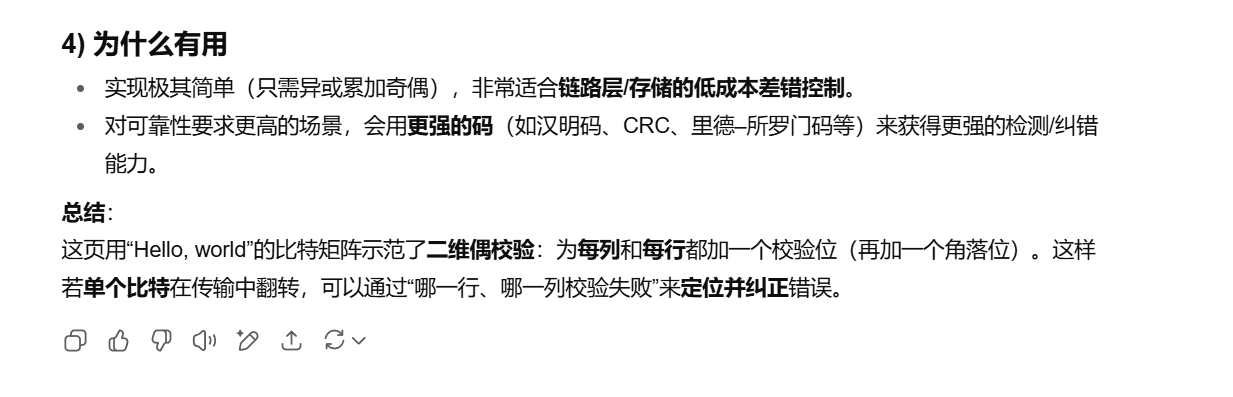 4) 为什么有用
实现极其简单（只需异或累加奇偶），非常适合链路层/存储的低成本差错控制。
对可靠性要求更高的场景，会用更强的码（如汉明码、CRC、里德–所罗门码等）来获得更强的检测/纠错
能力。
总结：
这页用“Hello, world”的比特矩阵示范了二维偶校验：为每列和每行都加一个校验位（再加一个角落位）。这样
若单个比特在传输中翻转，可以通过“哪一行、哪一列校验失败”来定位并纠正错误。